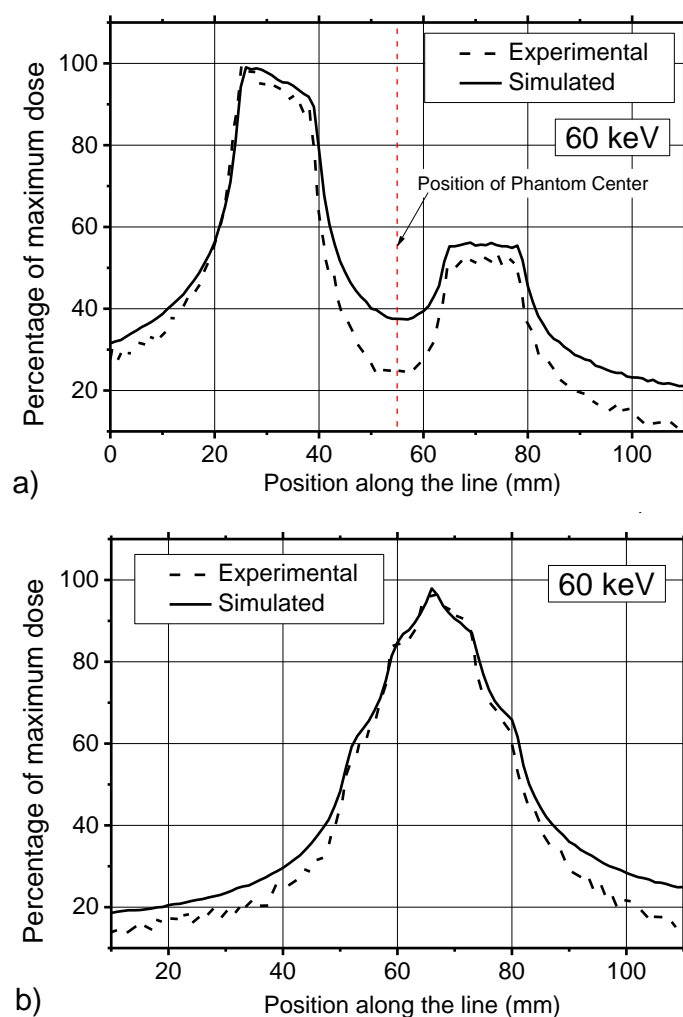 Percentage of maximum dose
100
80
60
40
20
Experimental
Simulated
60 keV
Position of Phantom Center
0 20 40 60 80 100
Position along the line (mm)
a)
Percentage of maximum dose
100
80
60
40
20
Experimental
Simulated
60 keV
20 40 60 80 100
Position along the line (mm)
b)